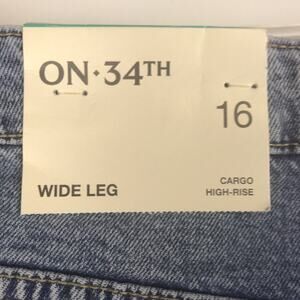 ON·34TH
16
WIDE LEG
CARGO
HIGH-RISE